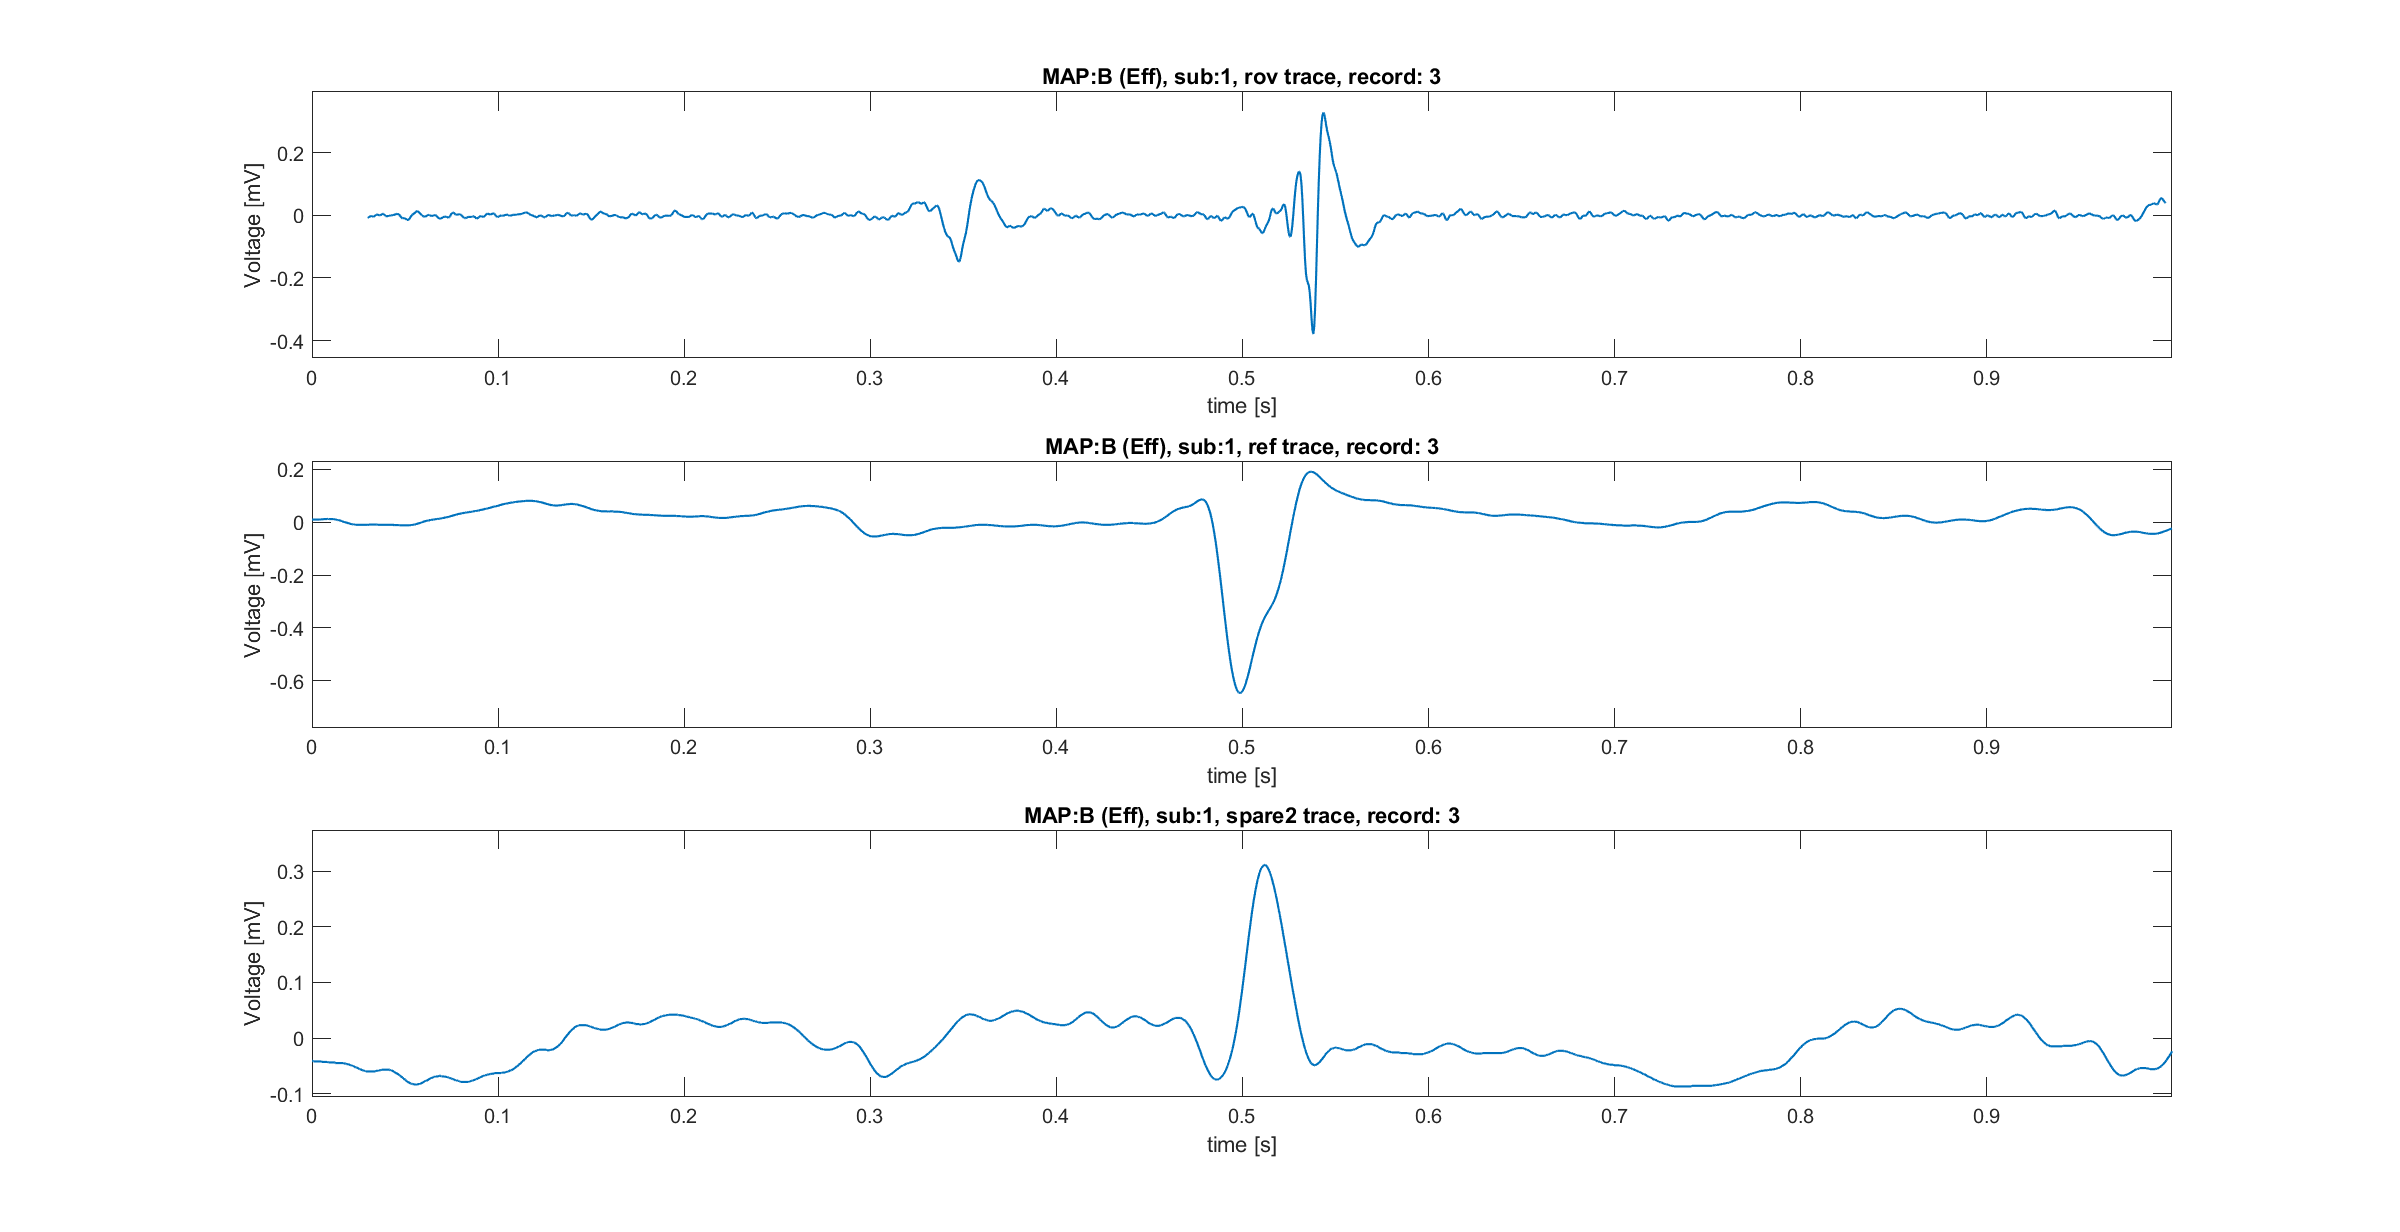 MAP:B (Eff), sub:1, rov trace, record: 3
Voltage [mV]
0.2
0
-0.2
-0.4
0 0.1 0.2 0.3 0.4 0.5 0.6 0.7 0.8 0.9
time [s]
MAP:B (Eff), sub:1, ref trace, record: 3
Voltage [mV]
0.2
0
-0.2
-0.4
-0.6
0 0.1 0.2 0.3 0.4 0.5 0.6 0.7 0.8 0.9
time [s]
MAP:B (Eff), sub:1, spare2 trace, record: 3
Voltage [mV]
0.3
0.2
0.1
0
-0.1
0 0.1 0.2 0.3 0.4 0.5 0.6 0.7 0.8 0.9
time [s]